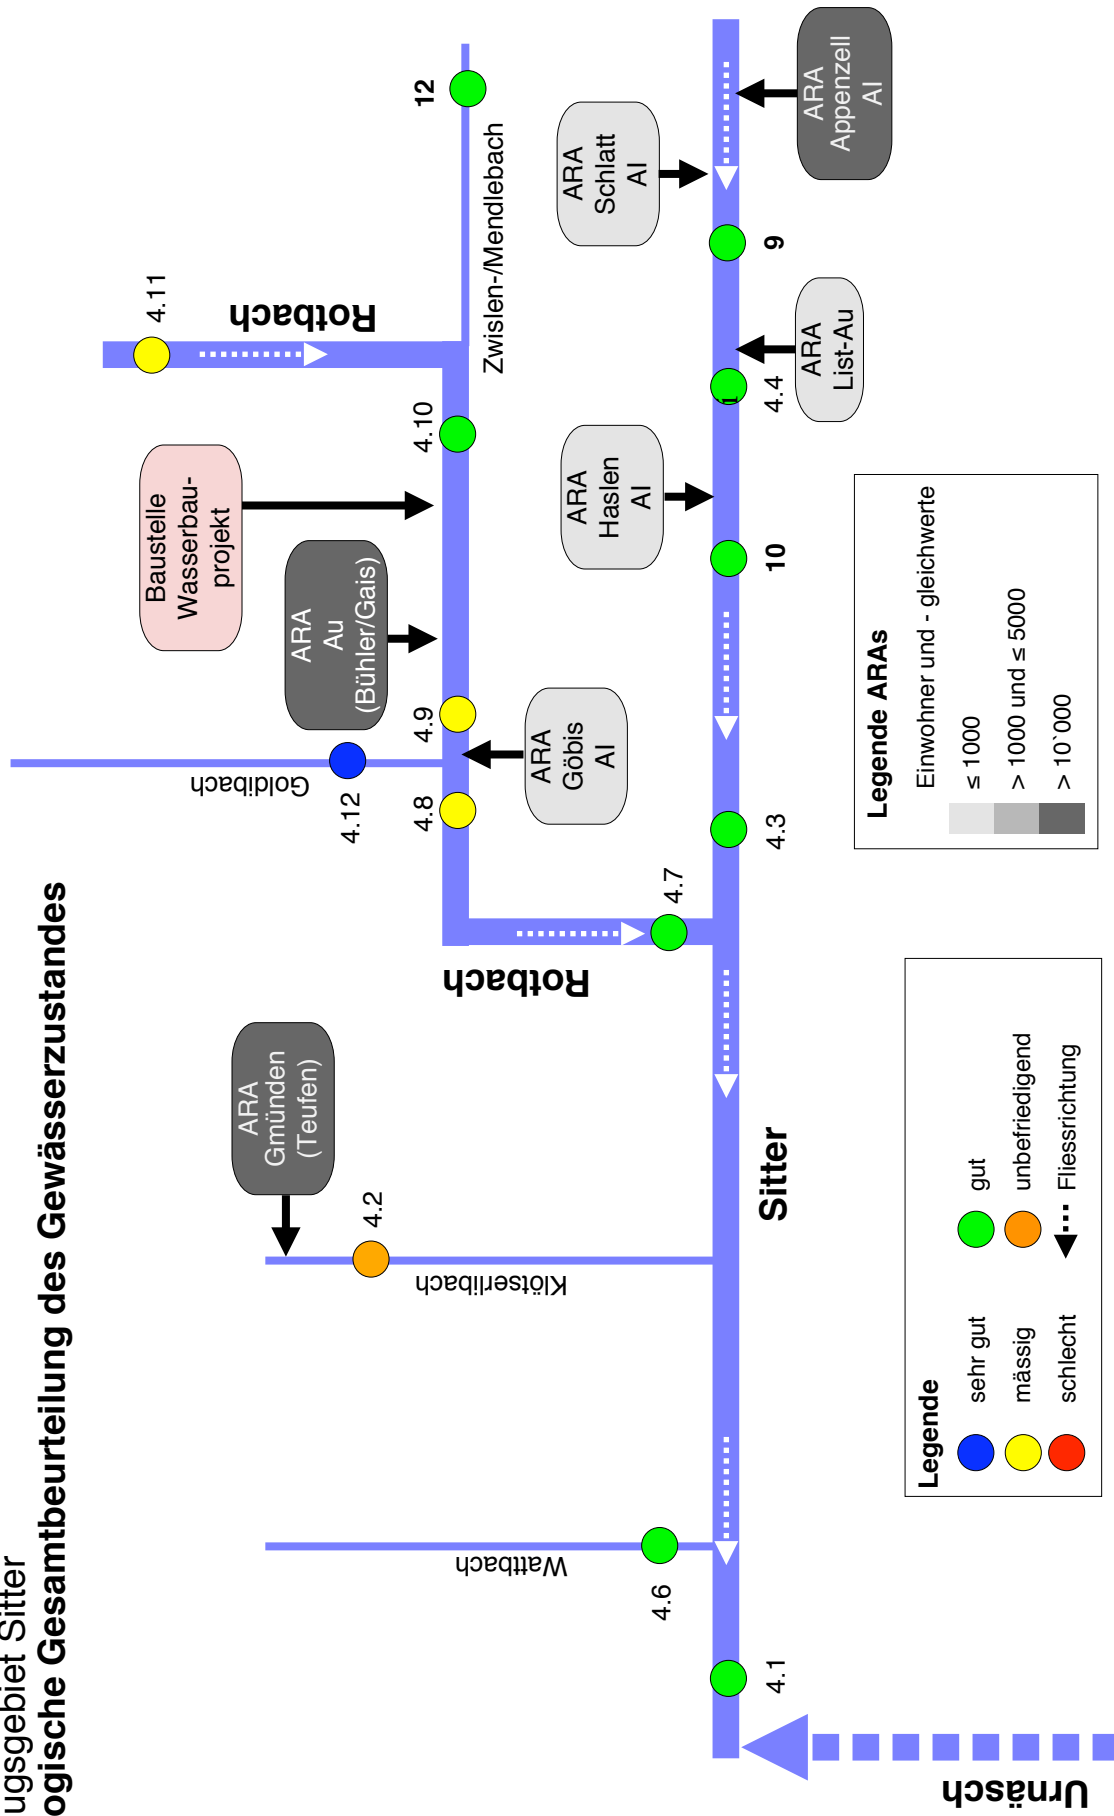 ugsgebiet Sitter
ogische Gesamtbeurteilung des Gewässerzustandes
4.11
Rotbach
12
Zwislen-/Mendlebach
4.10
Baustelle
Wasserbau-
projekt
ARA
Au
(Bühler/Gais)
4.9
Goldibach
4.12
4.8
ARA
Göbis
AI
ARA
Schlatt
AI
ARA
Appenzell
AI
9
ARA
List-Au
4.4
1
ARA
Haslen
AI
10
4.3
4.7
Rotbach
ARA
Gmünden
(Teufen)
4.2
Klötserlibach
Sitter
Wattbach
4.6
4.1
Urnäsch
Legende
sehr gut
gut
mässig
unbefriedigend
schlecht
Fliessrichtung
Legende ARAs
Einwohner und - gleichwerte
≤ 1000
> 1000 und ≤ 5000
> 10`000